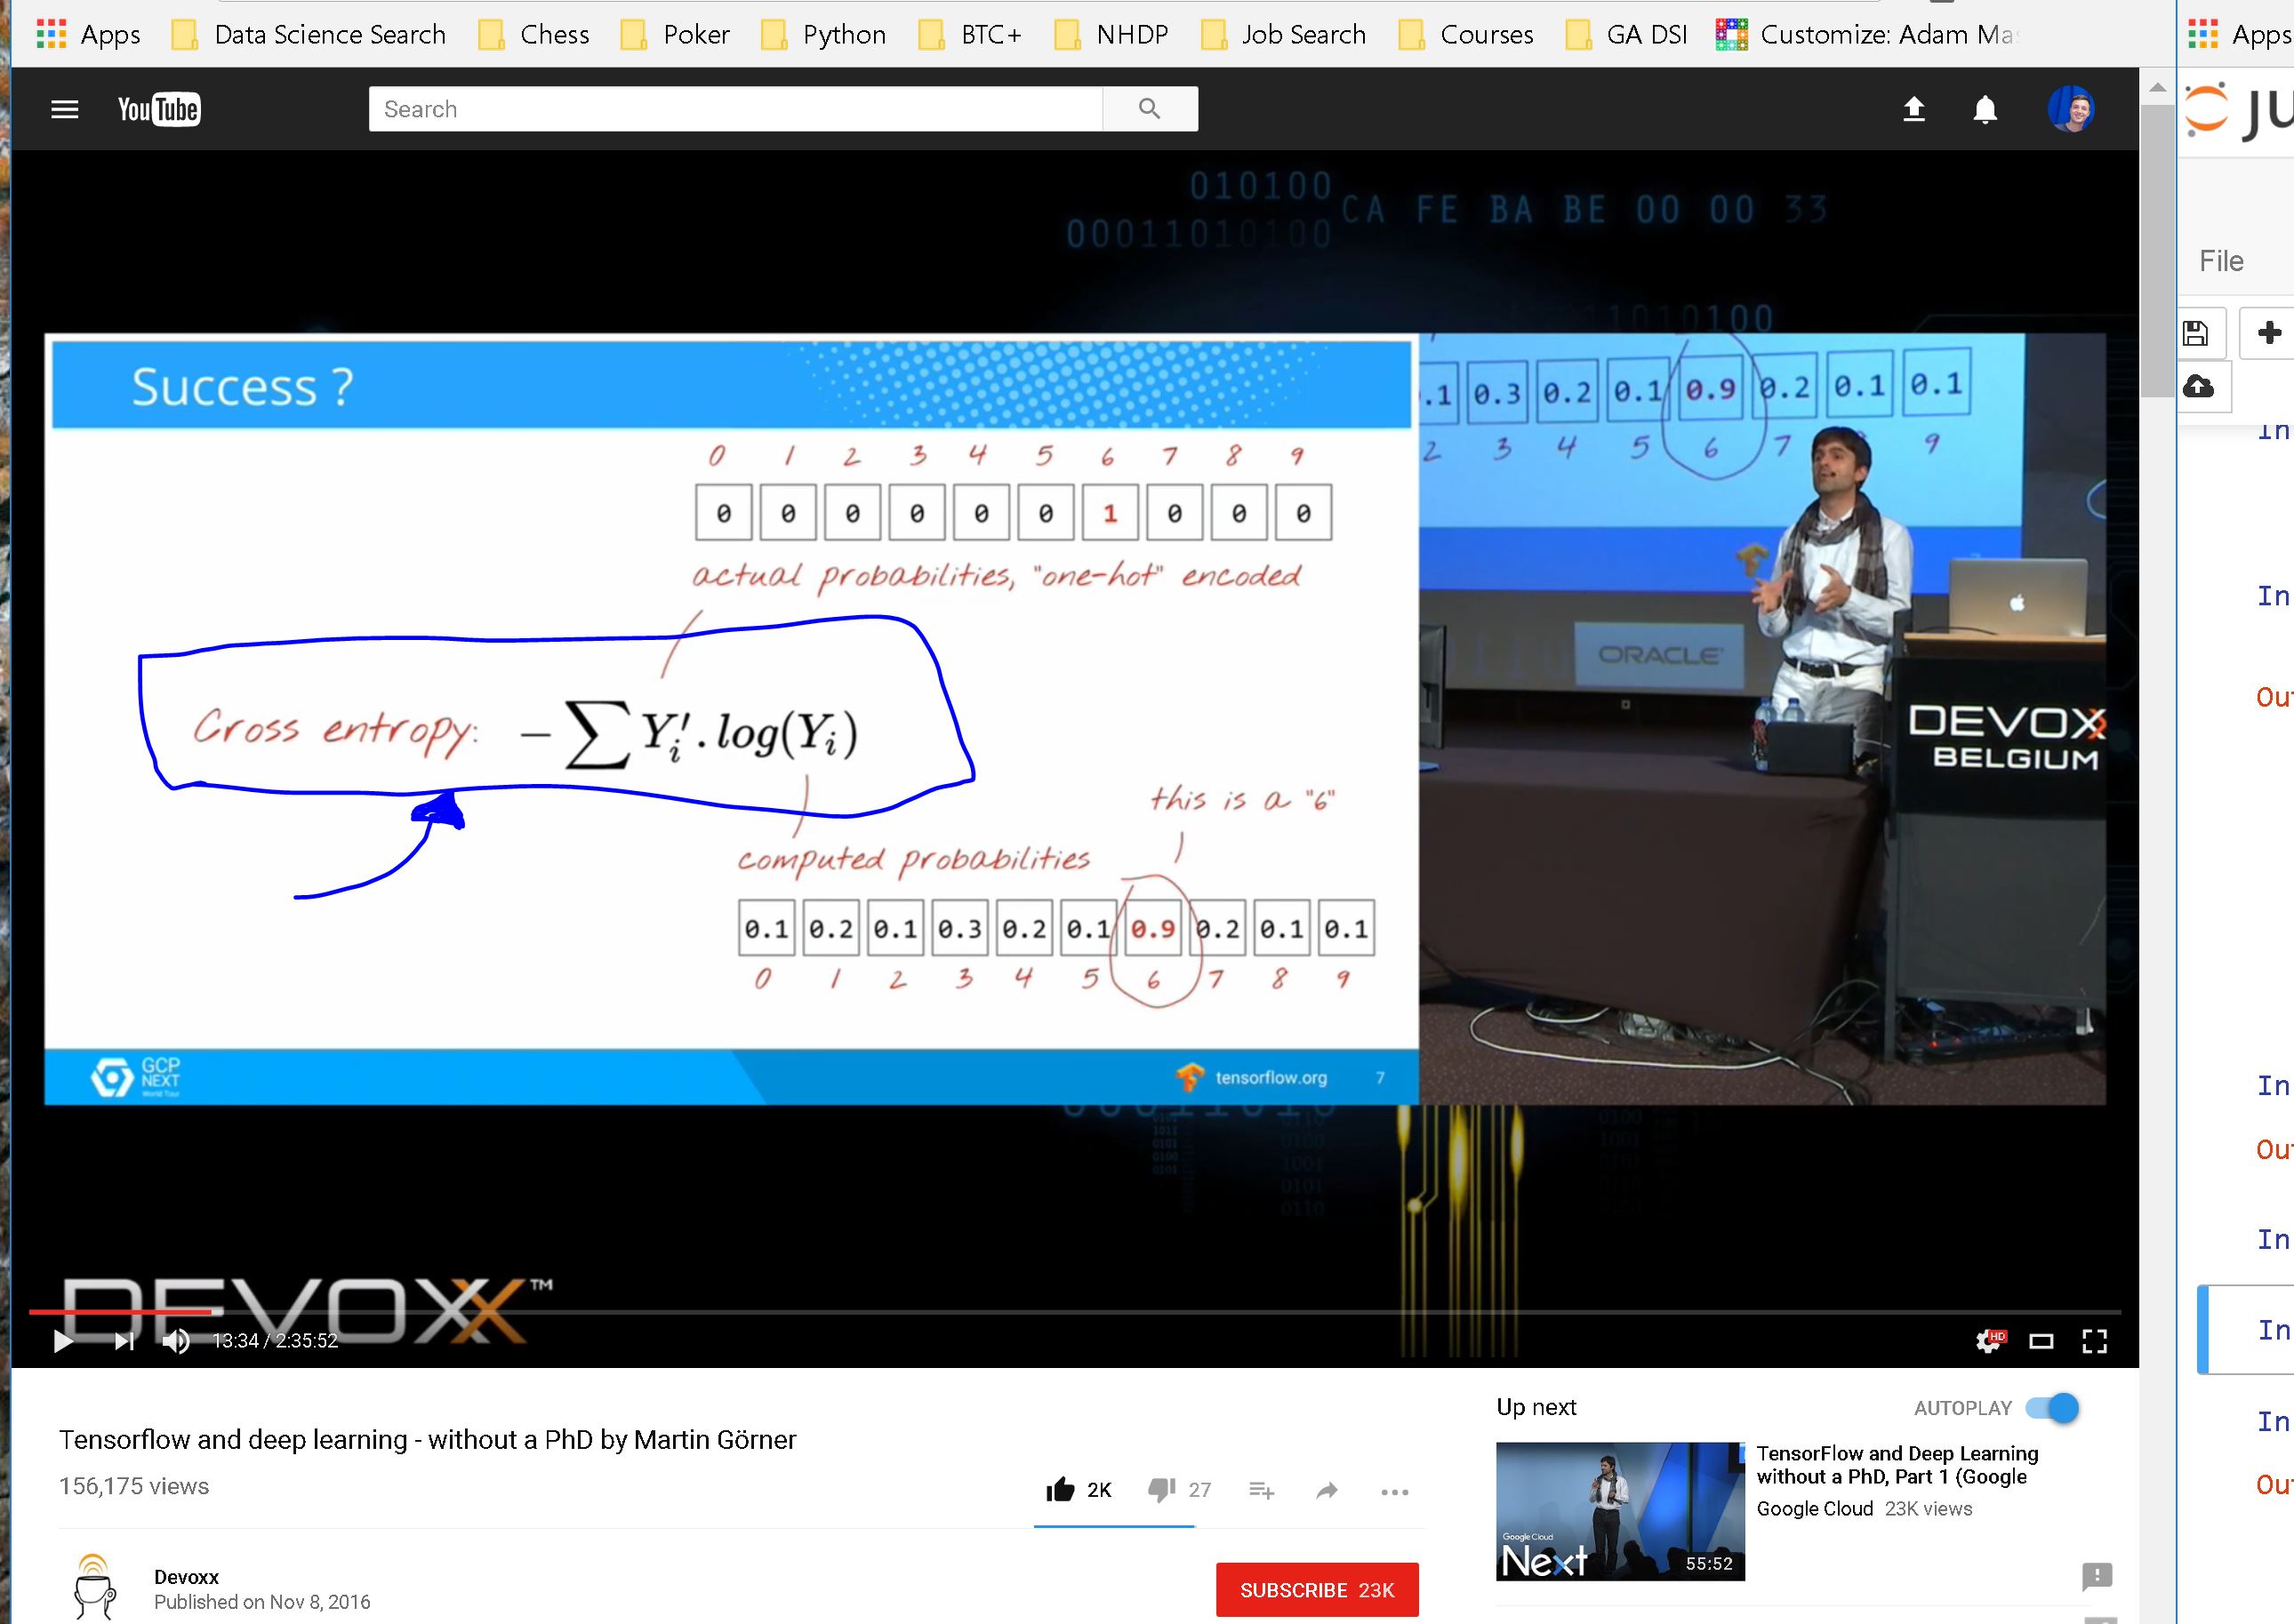 Apps Data Science Search Chess Poker Python BTC+ NHDP Job Search Courses GA DSI Customize: Adam Ma
Apps
YouTube Search
JU
010100
00011010100
CA FE BA BE 00 00 33
File
Success ?
0 1 2 3 4 5 6 7 8 9
0 0 0 0 0 0 1 0 0 0
actual probabilities, "one-hot" encoded
Cross entropy: − ∑ Y′i . log(Yi)
this is a "6"
computed probabilities
0.1 0.2 0.1 0.3 0.2 0.1 0.9 0.2 0.1 0.1
0 1 2 3 4 5 6 7 8 9
GCP
NEXT
World Tour
tensorflow.org 7
.1 0.3 0.2 0.1 0.9 0.2 0.1 0.1
2 3 4 5 6 7 9
ORACLE
DEVOXX
BELGIUM
In
In
Out
In
Out
In
In
In
Out
DEVOXX™
13:34 / 2:35:52
HD
Tensorflow and deep learning - without a PhD by Martin Görner
156,175 views
2K 27
Devoxx
Published on Nov 8, 2016
SUBSCRIBE 23K
Up next AUTOPLAY
TensorFlow and Deep Learning
without a PhD, Part 1 (Google
Google Cloud 23K views
Google Cloud
Next
55:52